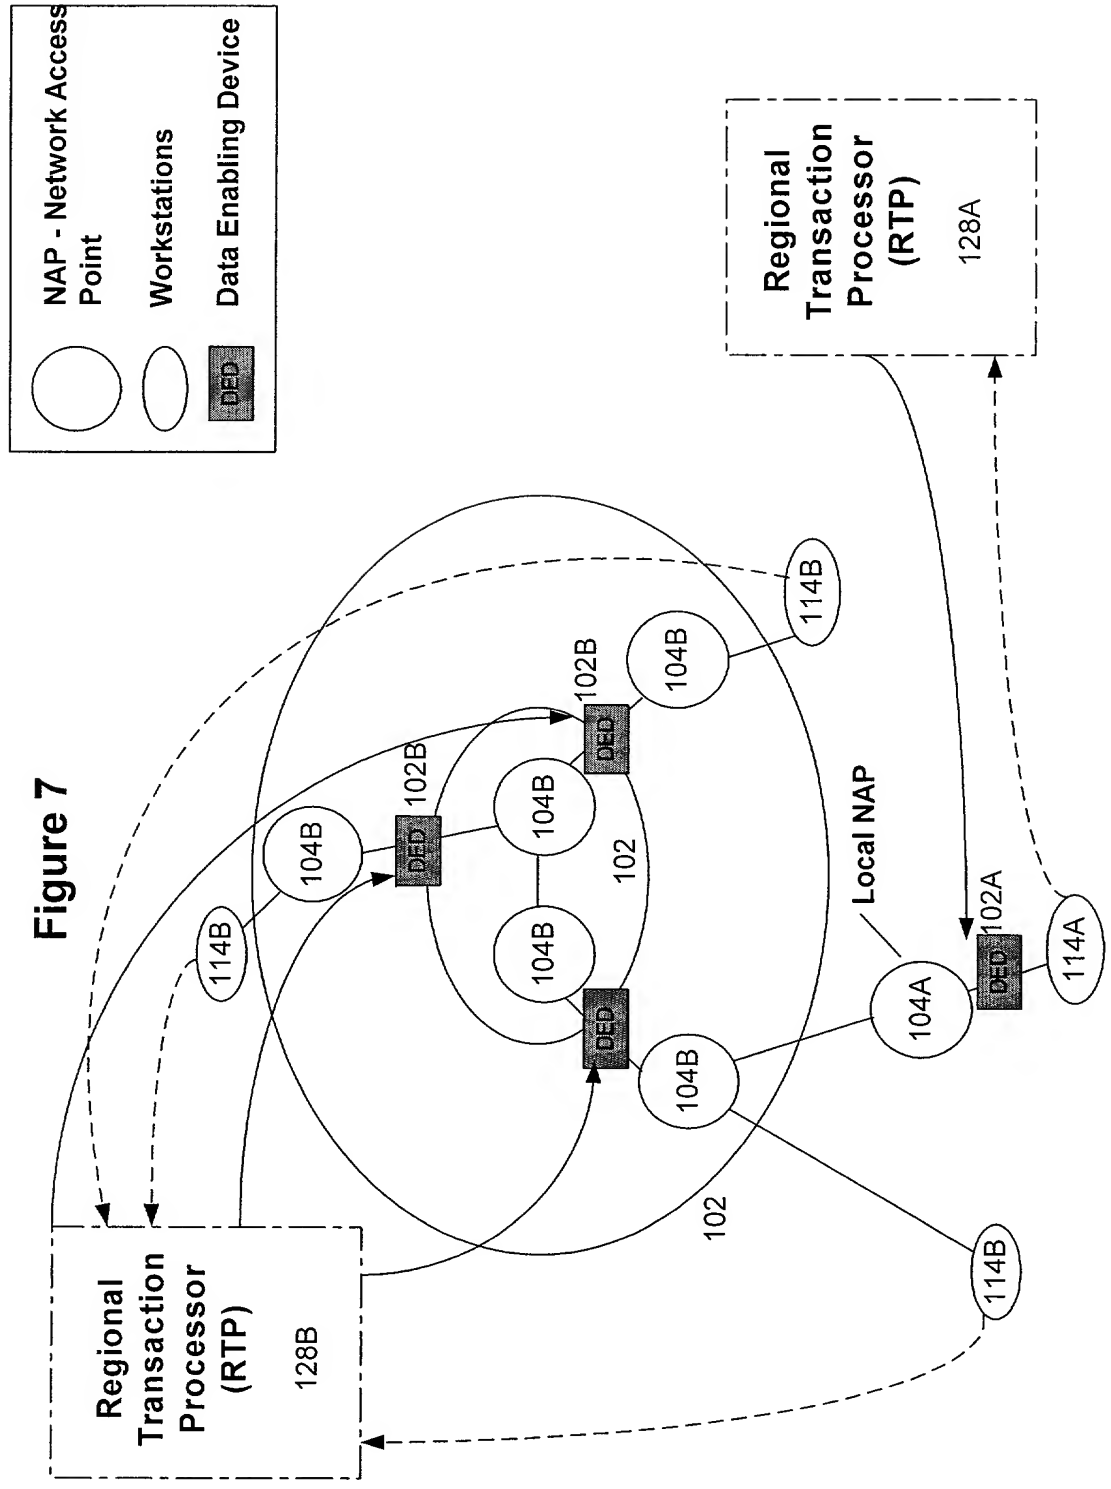 Figure 7
NAP - Network Access
Point
Workstations
DED
Data Enabling Device
Regional
Transaction
Processor
(RTP)
128B
114B
104B
102B
DED
104B
104B
102
DED
102B
DED
104B
114B
102
104B
114B
Local NAP
104A
DED
102A
114A
Regional
Transaction
Processor
(RTP)
128A